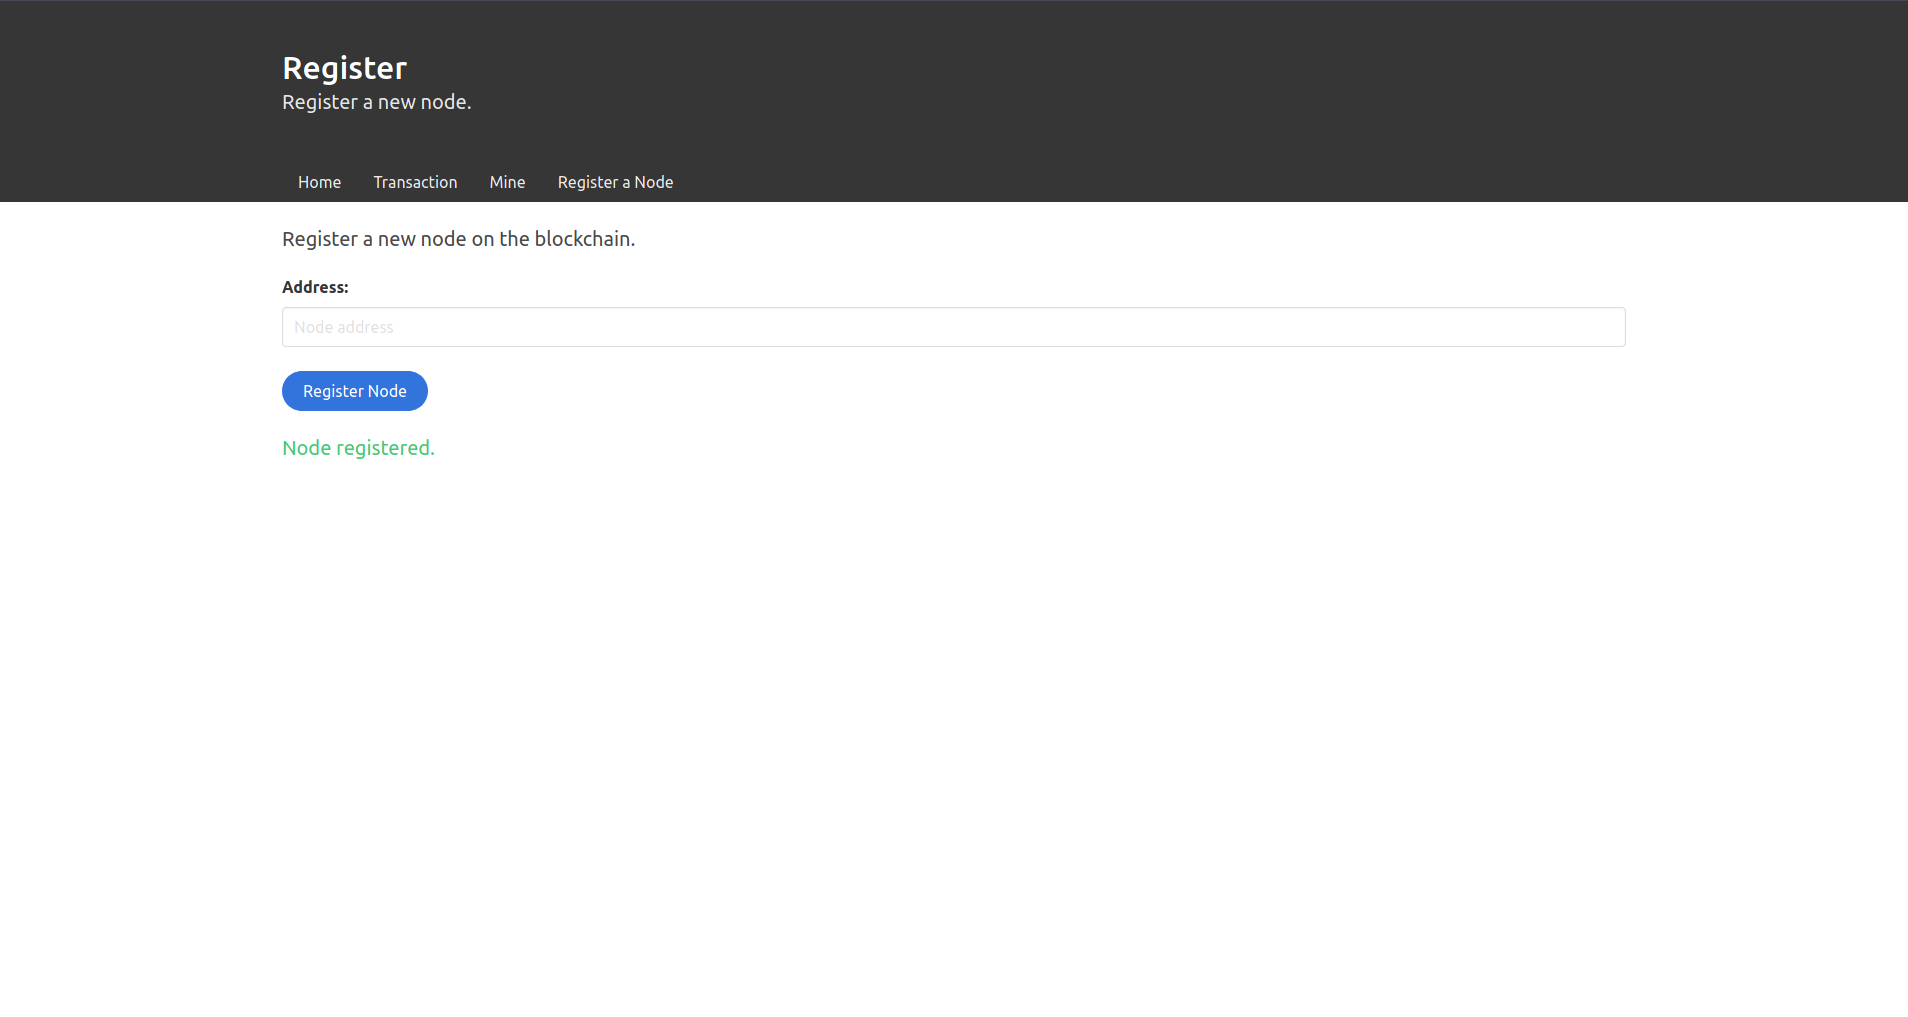 Register
Register a new node.
Home Transaction Mine Register a Node
Register a new node on the blockchain.
Address:
Node address
Register Node
Node registered.